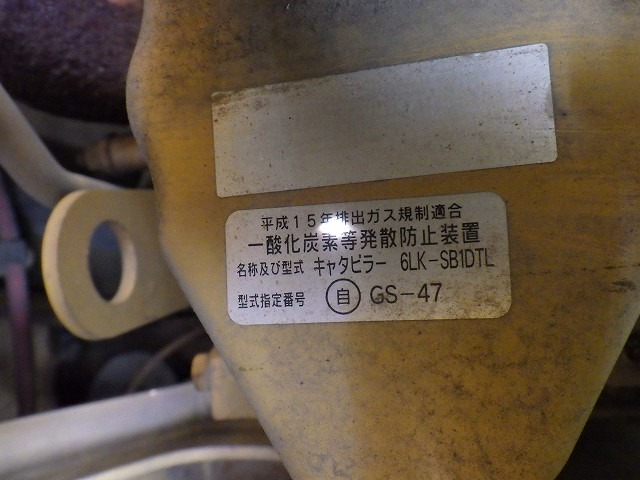 平成15年排出ガス規制適合
一酸化炭素等発散防止装置
名称及び型式 キャタピラー 6LK-SB1DTL
型式指定番号 自 GS-47